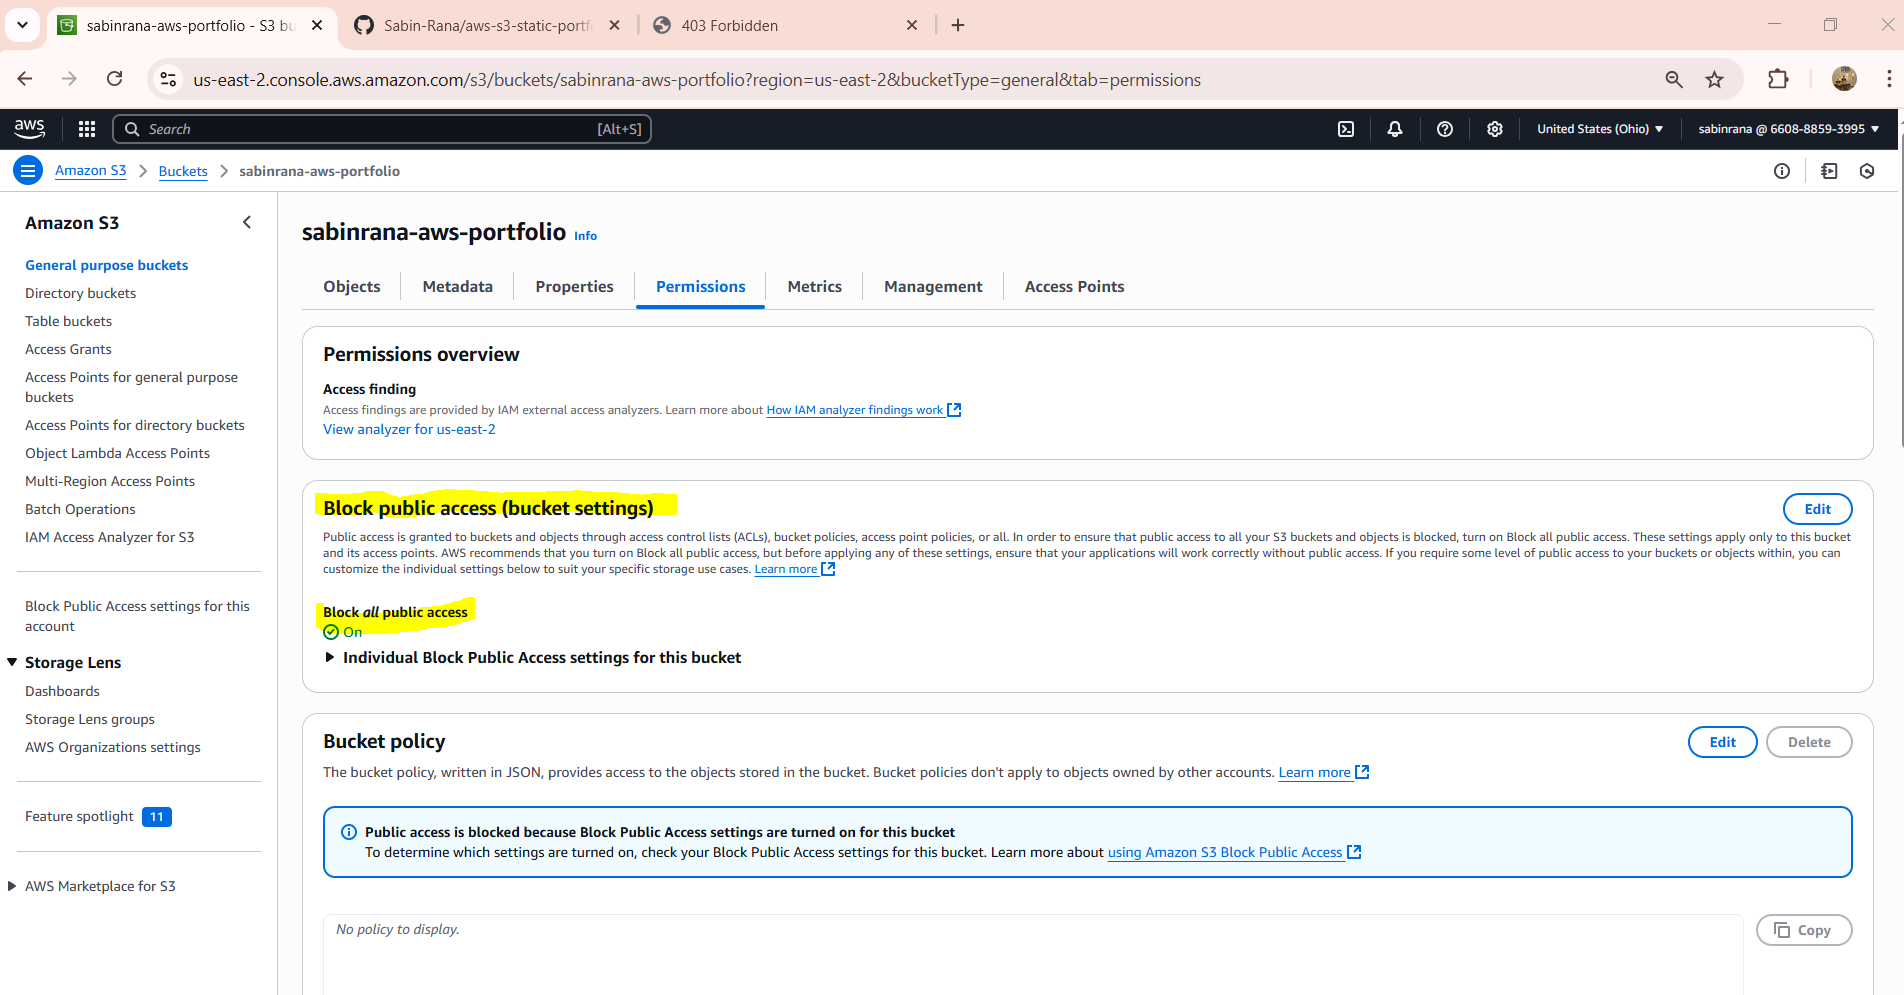 sabinrana-aws-portfolio - S3 bu
Sabin-Rana/aws-s3-static-portf
403 Forbidden
us-east-2.console.aws.amazon.com/s3/buckets/sabinrana-aws-portfolio?region=us-east-2&bucketType=general&tab=permissions
aws
Search
[Alt+S]
United States (Ohio)
sabinrana @ 6608-8859-3995
Amazon S3
Buckets
sabinrana-aws-portfolio
Amazon S3
General purpose buckets
Directory buckets
Table buckets
Access Grants
Access Points for general purpose
buckets
Access Points for directory buckets
Object Lambda Access Points
Multi-Region Access Points
Batch Operations
IAM Access Analyzer for S3
Block Public Access settings for this
account
Storage Lens
Dashboards
Storage Lens groups
AWS Organizations settings
Feature spotlight 11
AWS Marketplace for S3
sabinrana-aws-portfolio Info
Objects
Metadata
Properties
Permissions
Metrics
Management
Access Points
Permissions overview
Access finding
Access findings are provided by IAM external access analyzers. Learn more about How IAM analyzer findings work
View analyzer for us-east-2
Block public access (bucket settings)
Edit
Public access is granted to buckets and objects through access control lists (ACLs), bucket policies, access point policies, or all. In order to ensure that public access to all your S3 buckets and objects is blocked, turn on Block all public access. These settings apply only to this bucket
and its access points. AWS recommends that you turn on Block all public access, but before applying any of these settings, ensure that your applications will work correctly without public access. If you require some level of public access to your buckets or objects within, you can
customize the individual settings below to suit your specific storage use cases. Learn more
Block all public access
On
Individual Block Public Access settings for this bucket
Bucket policy
Edit
Delete
The bucket policy, written in JSON, provides access to the objects stored in the bucket. Bucket policies don't apply to objects owned by other accounts. Learn more
Public access is blocked because Block Public Access settings are turned on for this bucket
To determine which settings are turned on, check your Block Public Access settings for this bucket. Learn more about using Amazon S3 Block Public Access
No policy to display.
Copy